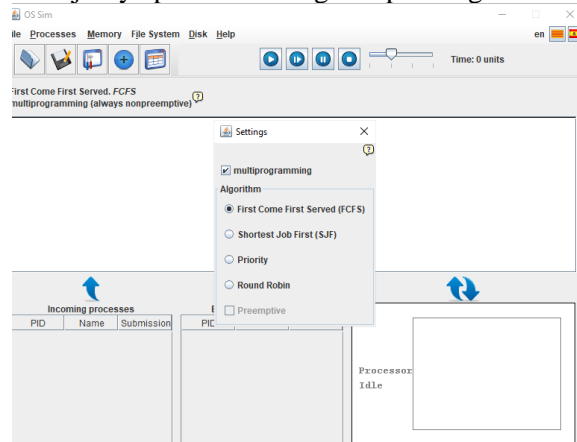 OS Sim
ile Processes Memory File System Disk Help en
Time: 0 units
First Come First Served. FCFS
multiprogramming (always nonpreemptive)
Settings
multiprogramming
Algorithm
First Come First Served (FCFS)
Shortest Job First (SJF)
Priority
Round Robin
Preemptive
Incoming processes
PID Name Submission
PID
Processor
Idle